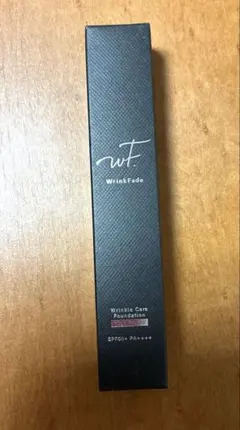 WF.
WrinkFade
Wrinkle Care
Foundation
SPF50+ PA++++